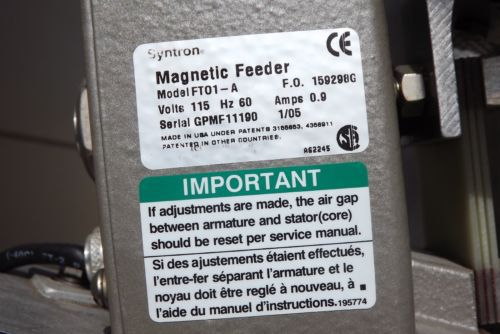 Syntron
CE
Magnetic Feeder
Model FT01-A F.O. 159298G
Volts 115 Hz 60 Amps 0.9
Serial GPMF11190 1/05
MADE IN USA UNDER PATENTS 3155853, 4356911
PATENTED IN OTHER COUNTRIES.
A62245
IMPORTANT
If adjustments are made, the air gap
between armature and stator(core)
should be reset per service manual.
Si des ajustements étaient effectués,
l'entre-fer séparant l'armature et le
noyau doit être reglé à nouveau, à
l'aide du manuel d'instructions. 195774